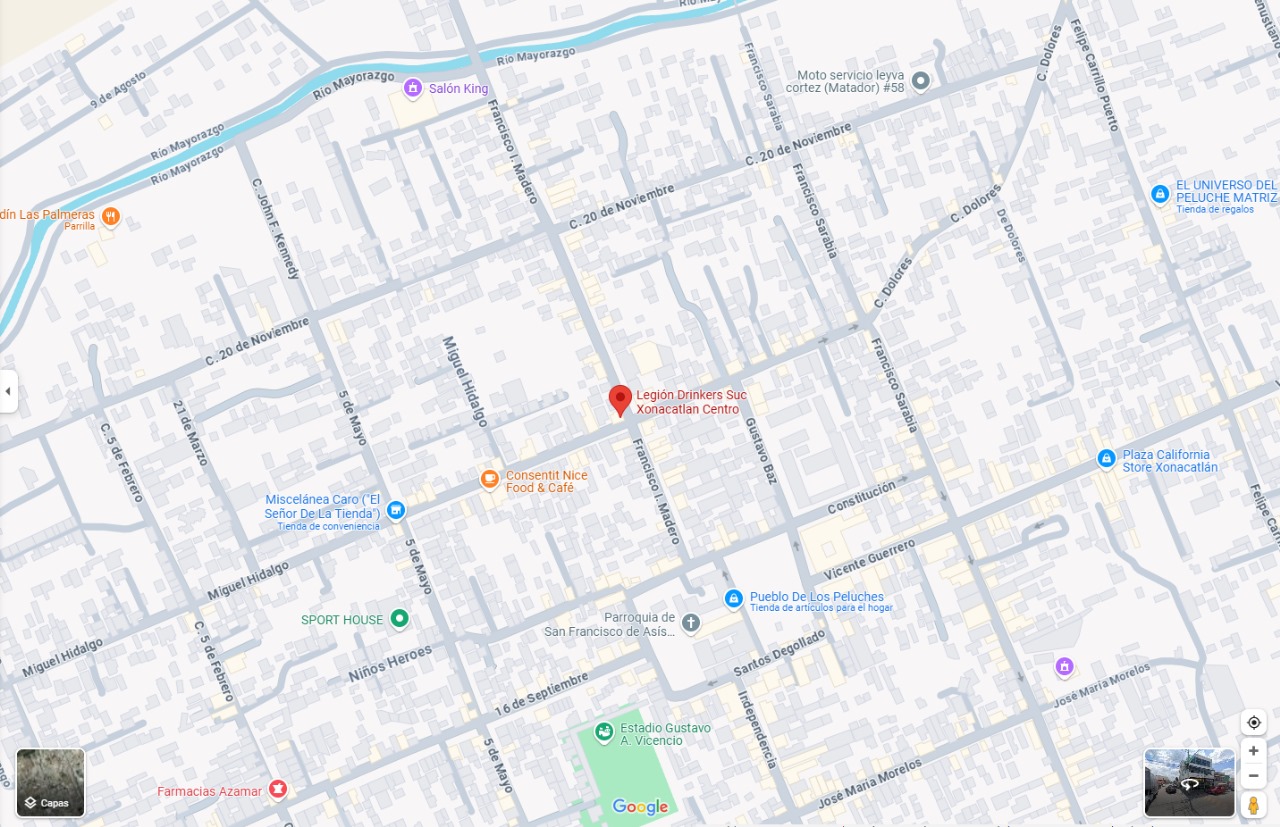 Río Mayorazgo
Río Mayorazgo
Río Mayorazgo
Salón King
9 de Agosto
Río Mayorazgo
Río Mayorazgo
Francisco I. Madero
Francisco Sarabia
Moto servicio leyva
cortez (Matador) #58
C. Dolores
Felipe Carrillo Puerto
C. 20 de Noviembre
EL UNIVERSO DEL
PELUCHE MATRIZ
Tienda de regalos
dín Las Palmeras
Parrilla
C. John F. Kennedy
C. 20 de Noviembre
Francisco Sarabia
C. Dolores
De Dolores
C. Dolores
C. 20 de Noviembre
Miguel Hidalgo
Francisco Sarabia
Legión Drinkers Suc
Xonacatlan Centro
5 de Mayo
21 de Marzo
C. 5 de Febrero
Gustavo Baz
Francisco I. Madero
Consentit Nice
Food & Café
Plaza California
Store Xonacatlán
Constitución
Miscelánea Caro ("El
Señor De La Tienda")
Tienda de conveniencia
5 de Mayo
Vicente Guerrero
Miguel Hidalgo
Pueblo De Los Peluches
Tienda de artículos para el hogar
SPORT HOUSE
Parroquia de
San Francisco de Asís...
C. 5 de Febrero
Miguel Hidalgo
Niños Heroes
Santos Degollado
16 de Septiembre
José María Morelos
Independencia
Estadio Gustavo
A. Vicencio
5 de Mayo
José María Morelos
Farmacias Azamar
Capas
Google